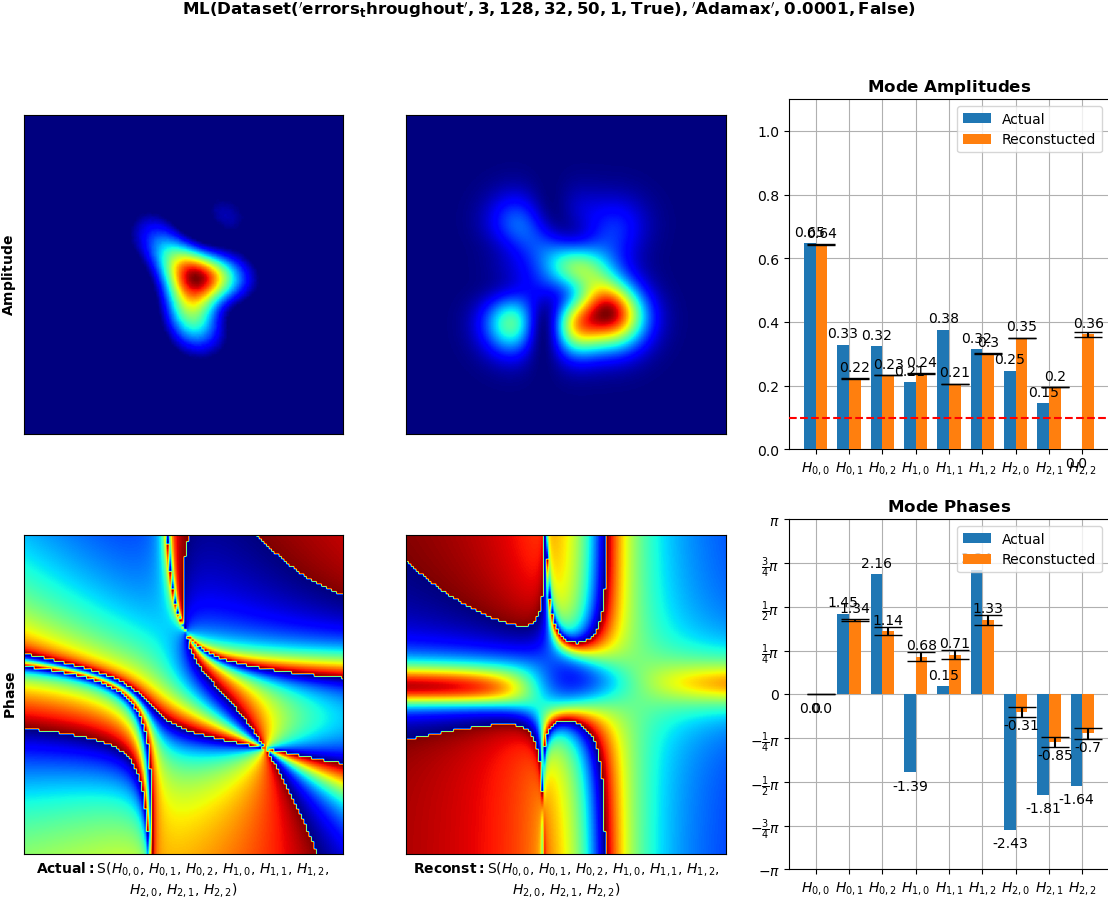 ML(Dataset('errors_throughout', 3, 128, 32, 50, 1, True), 'Adamax', 0.0001, False)
Amplitude
Mode Amplitudes
Actual
Reconstucted
1.0
0.8
0.6
0.4
0.2
0.0
0.65 0.64
0.33 0.22
0.32 0.23
0.21 0.24
0.38 0.21
0.32 0.3
0.25 0.35
0.15 0.2
0.0 0.36
H0,0 H0,1 H0,2 H1,0 H1,1 H1,2 H2,0 H2,1 H2,2
Phase
Mode Phases
Actual
Reconstucted
π
3/4π
1/2π
1/4π
0
−1/4π
−1/2π
−3/4π
−π
0.0 0.0
1.45 1.34
2.16 1.14
-1.39 0.68
0.15 0.71
1.33
-2.43 -0.31
-1.81 -0.85
-1.64 -0.7
H0,0 H0,1 H0,2 H1,0 H1,1 H1,2 H2,0 H2,1 H2,2
Actual: S(H0,0, H0,1, H0,2, H1,0, H1,1, H1,2,
H2,0, H2,1, H2,2)
Reconst: S(H0,0, H0,1, H0,2, H1,0, H1,1, H1,2,
H2,0, H2,1, H2,2)